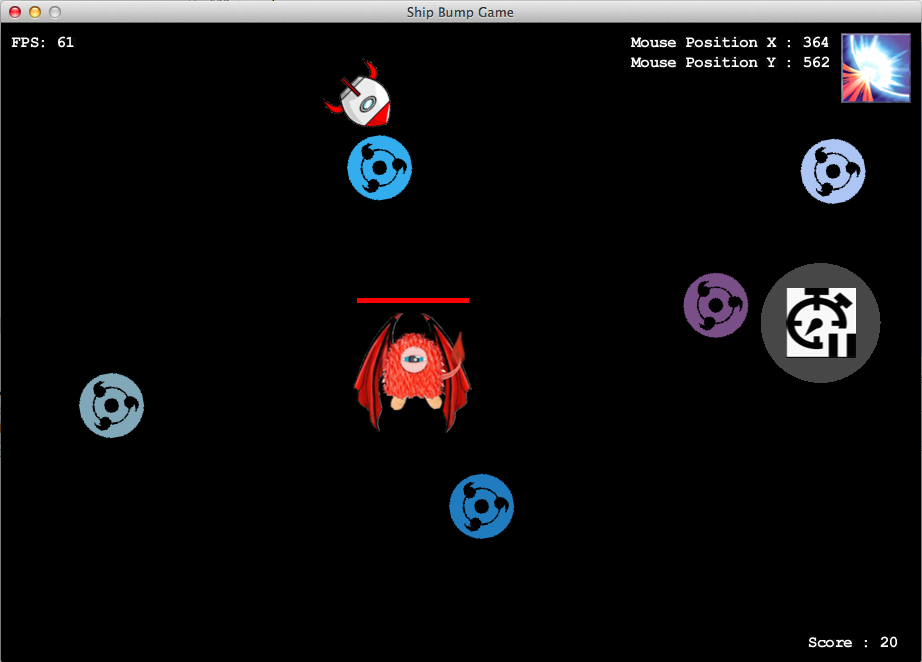 Ship Bump Game
FPS: 61
Mouse Position X : 364
Mouse Position Y : 562
Score : 20